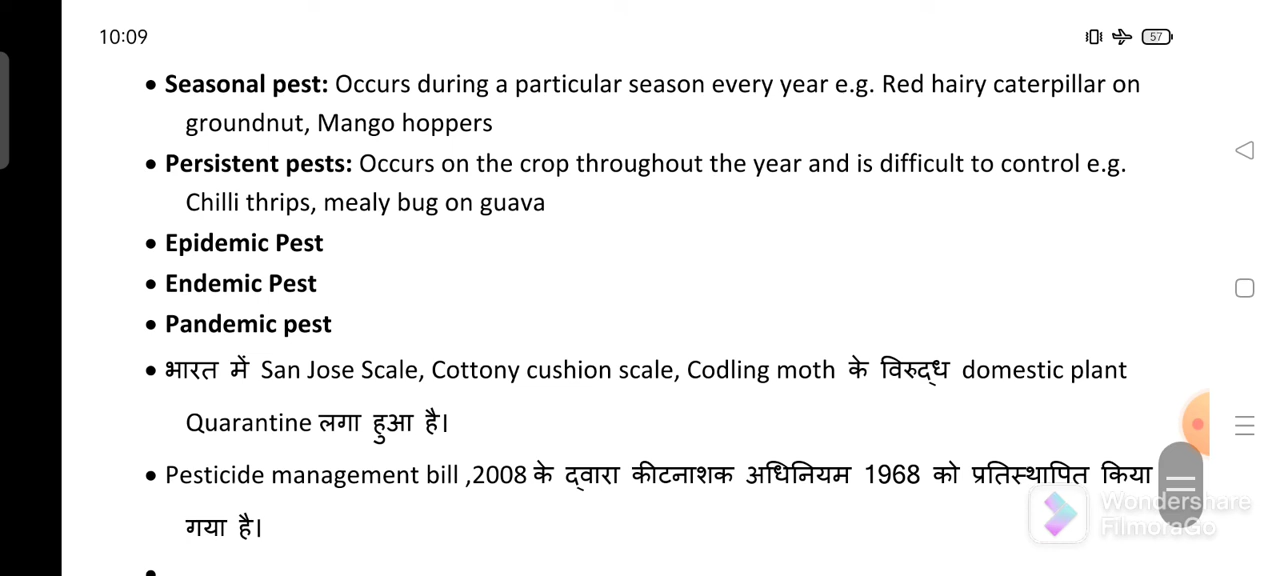 10:09
57
• Seasonal pest: Occurs during a particular season every year e.g. Red hairy caterpillar on
groundnut, Mango hoppers
• Persistent pests: Occurs on the crop throughout the year and is difficult to control e.g.
Chilli thrips, mealy bug on guava
• Epidemic Pest
• Endemic Pest
• Pandemic pest
• भारत में San Jose Scale, Cottony cushion scale, Codling moth के विरुद्ध domestic plant
Quarantine लगा हुआ है।
• Pesticide management bill ,2008 के द्वारा कीटनाशक अधिनियम 1968 को प्रतिस्थापित किया
गया है।
Wondershare
FilmoraGo